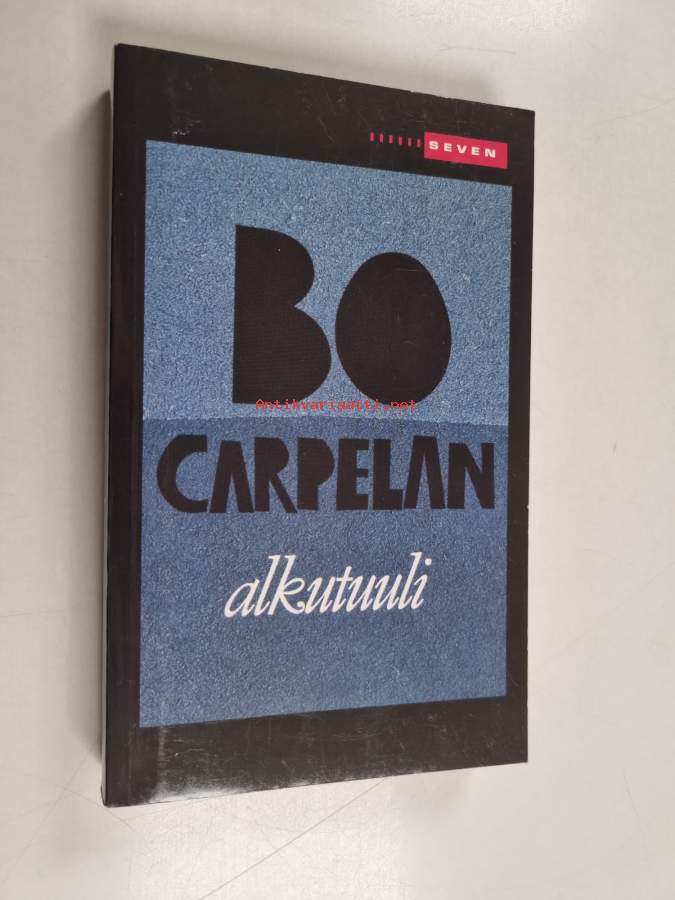 SEVEN
BO
Antikvariaatti.net
CARPELAN
alkutuuli